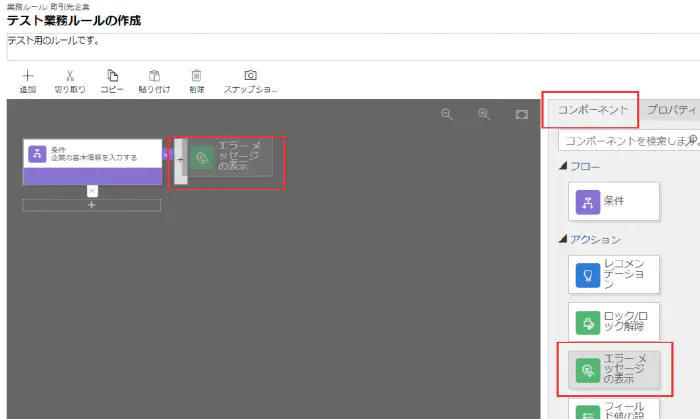 業務ルール: 取引先企業
テスト業務ルールの作成
テスト用のルールです。
追加
切り取り
コピー
貼り付け
削除
スナップショ...
条件
企業の基本情報を入力する
エラー メ
ッセージ
の表示
コンポーネント
プロパティ
コンポーネントを検索します。
フロー
条件
アクション
レコメン
デーショ
ン
ロック/ロ
ック解除
エラー メ
ッセージ
の表示
フィール
ド値の設